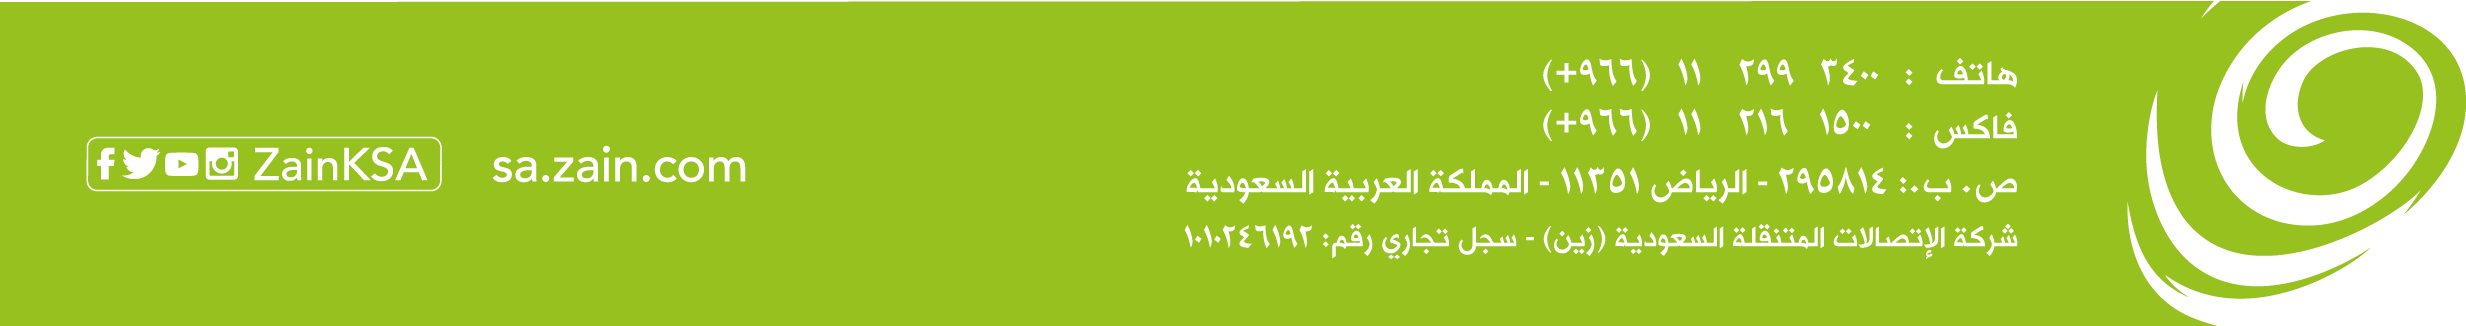 هاتف : ٣٤٠٠ ٢٩٩ ١١ (٩٦٦+)
فاكس : ١٥٠٠ ٢١٦ ١١ (٩٦٦+)
ص. ب.: ٢٩٥٨١٤ - الرياض ١١٣٥١ - المملكة العربية السعودية
شركة الإتصالات المتنقلة السعودية (زين) - سجل تجاري رقم: ١٠١٠٢٤٦١٩٢
sa.zain.com
ZainKSA